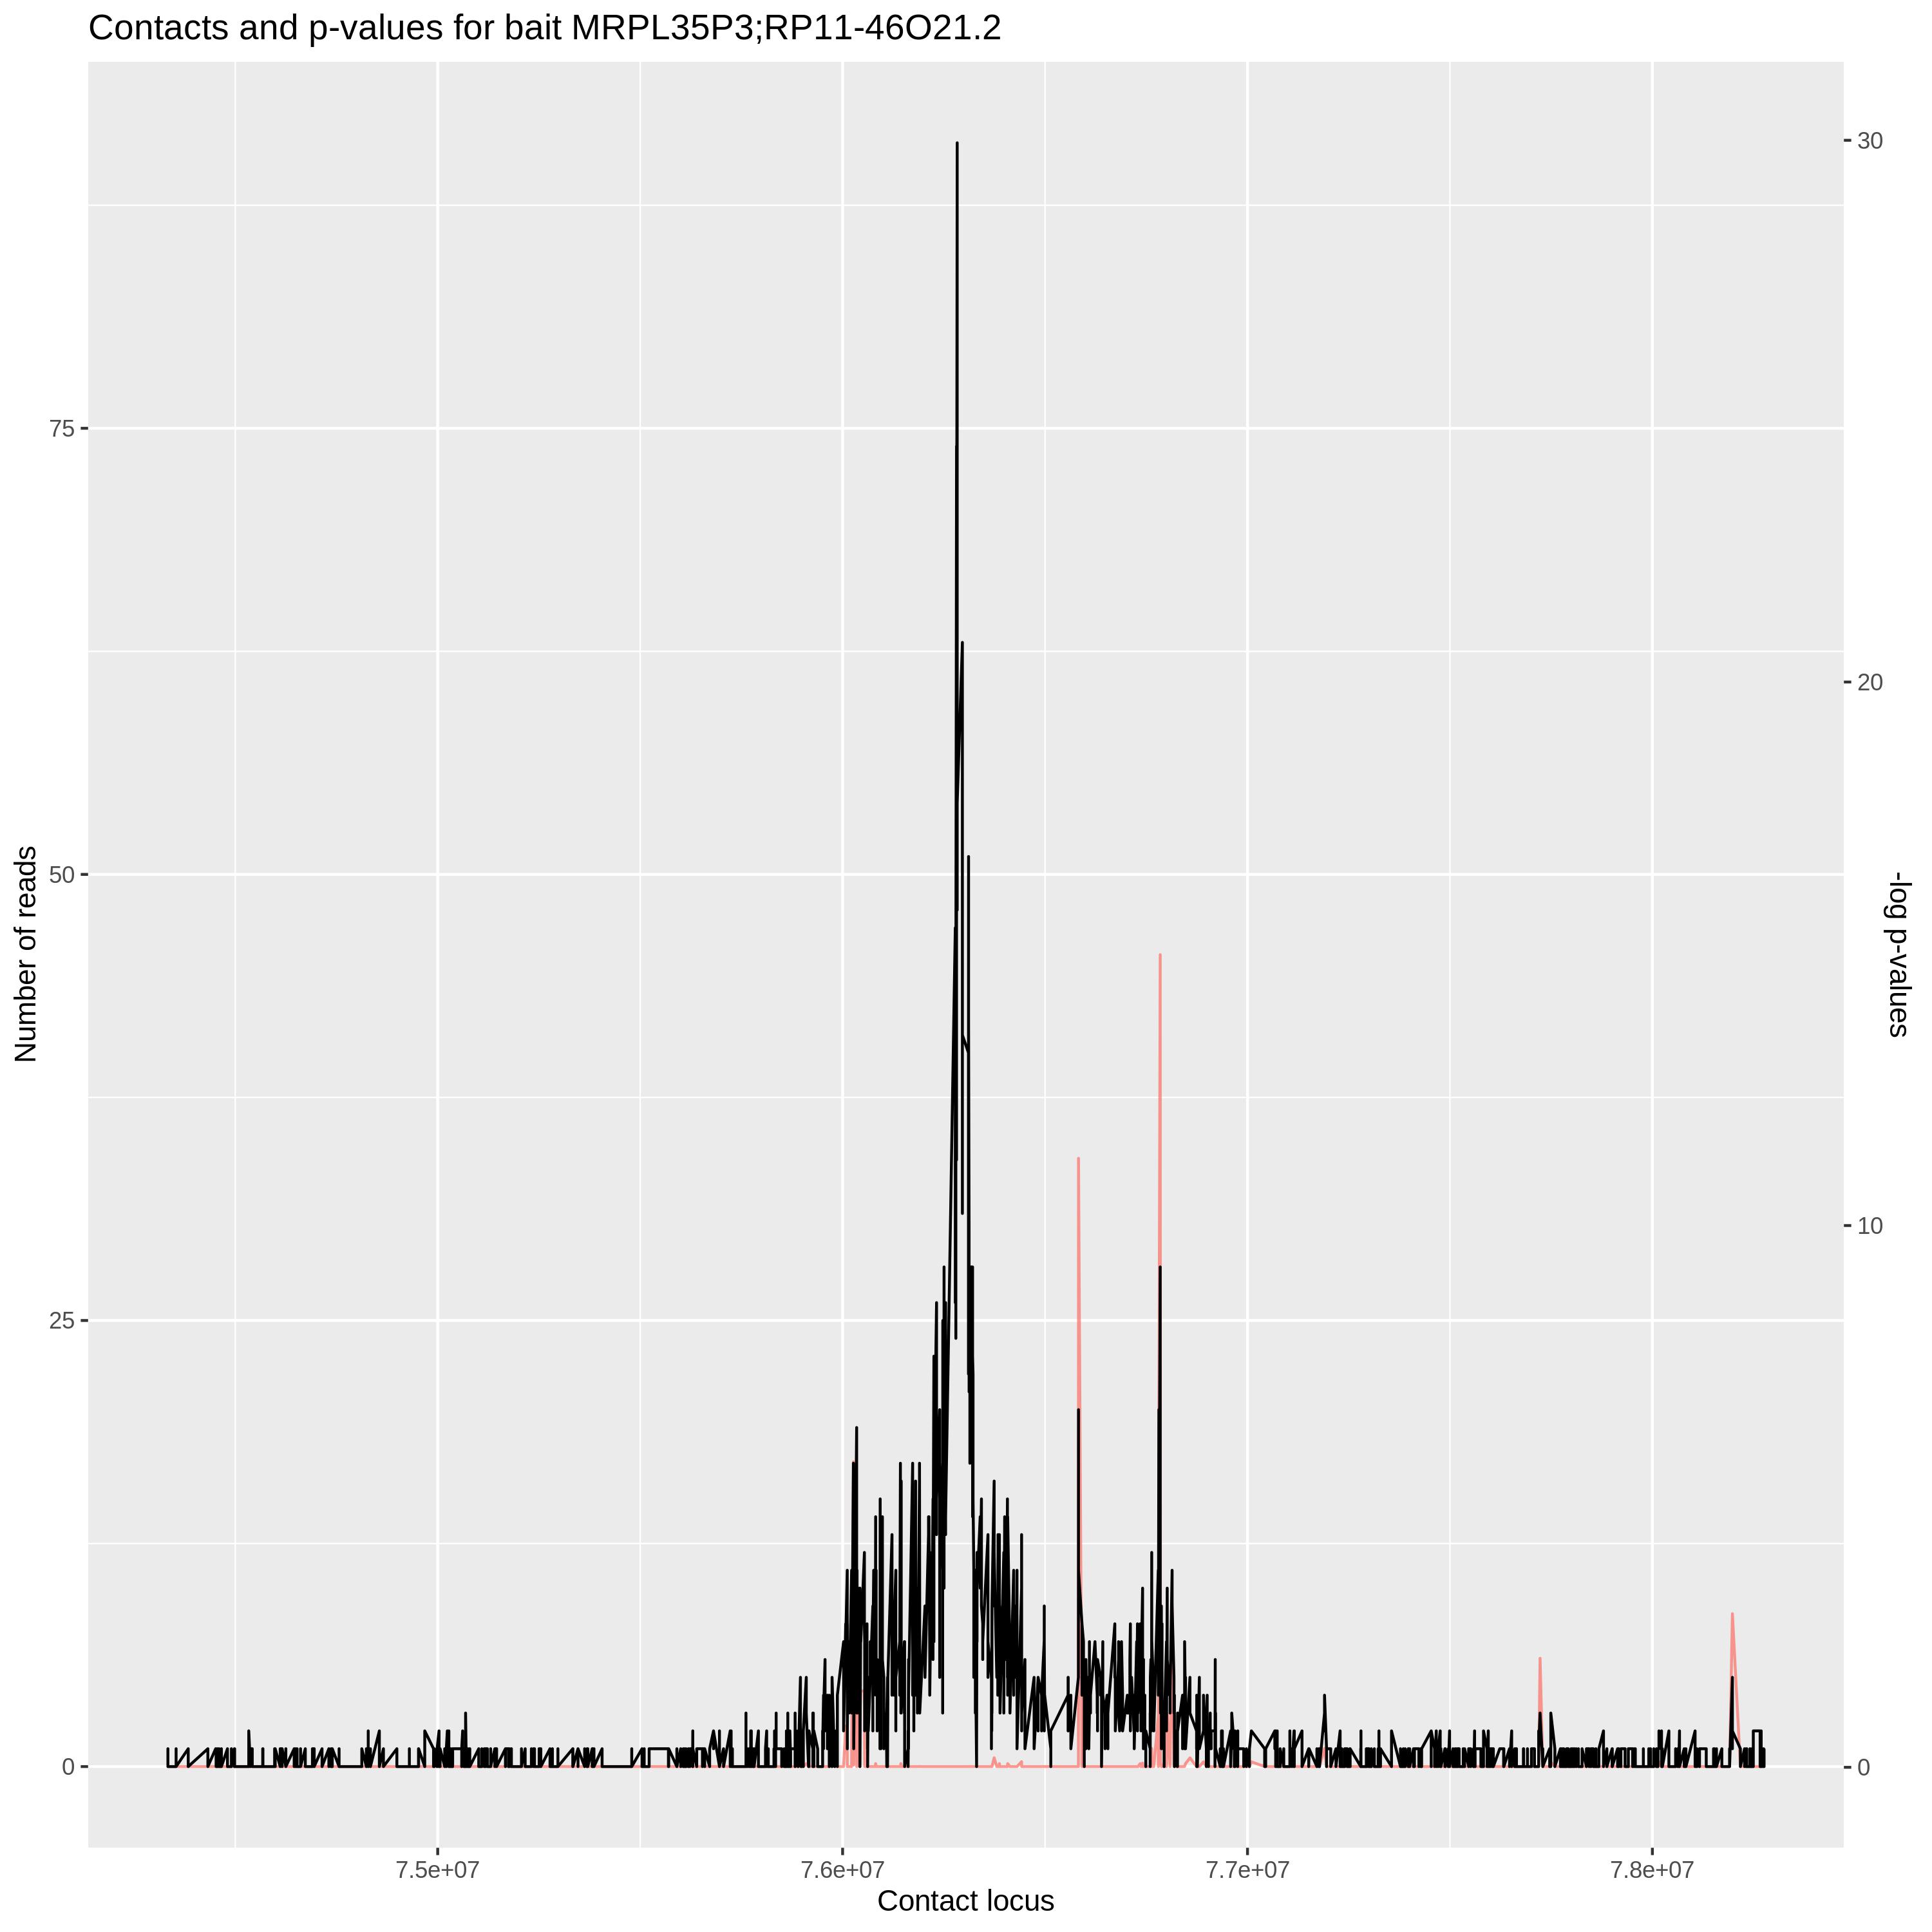 Contacts and p-values for bait MRPL35P3;RP11-46O21.2
Number of reads
75
50
25
0
30
20
10
0
-log p-values
7.5e+07 7.6e+07 7.7e+07 7.8e+07
Contact locus